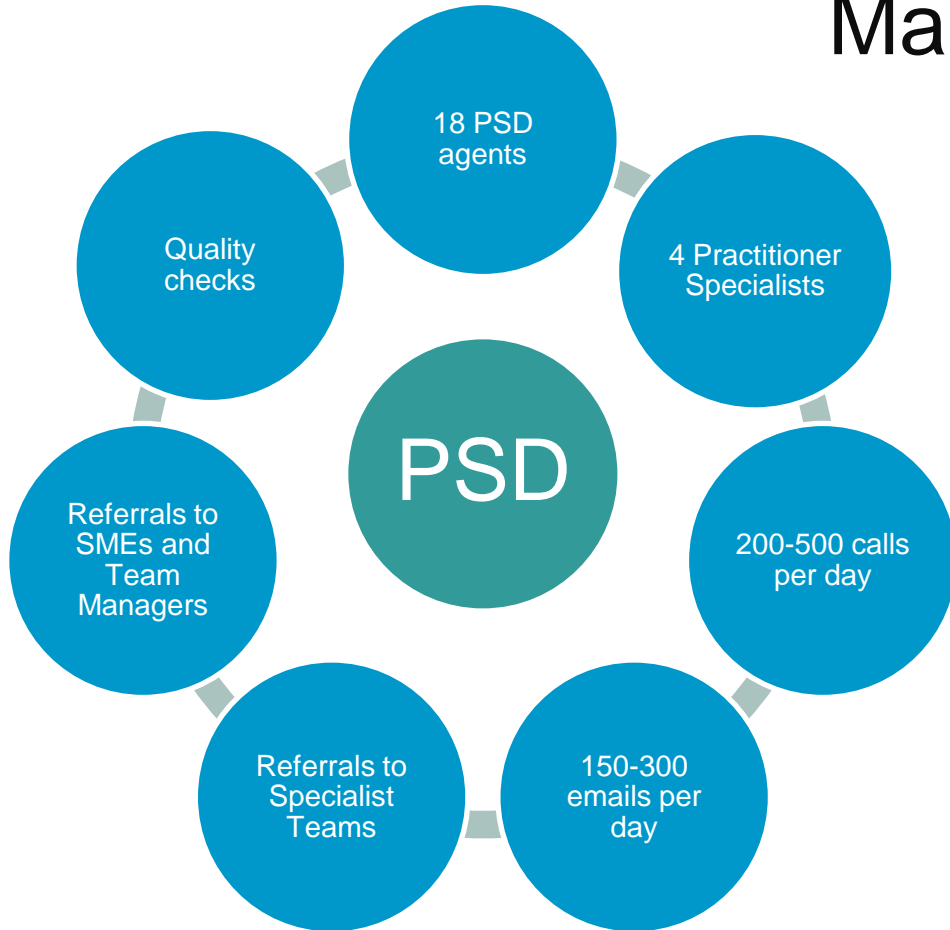 Ma
18 PSD
agents
4 Practitioner
Specialists
200-500 calls
per day
150-300
emails per
day
Referrals to
Specialist
Teams
Referrals to
SMEs and
Team
Managers
Quality
checks
PSD